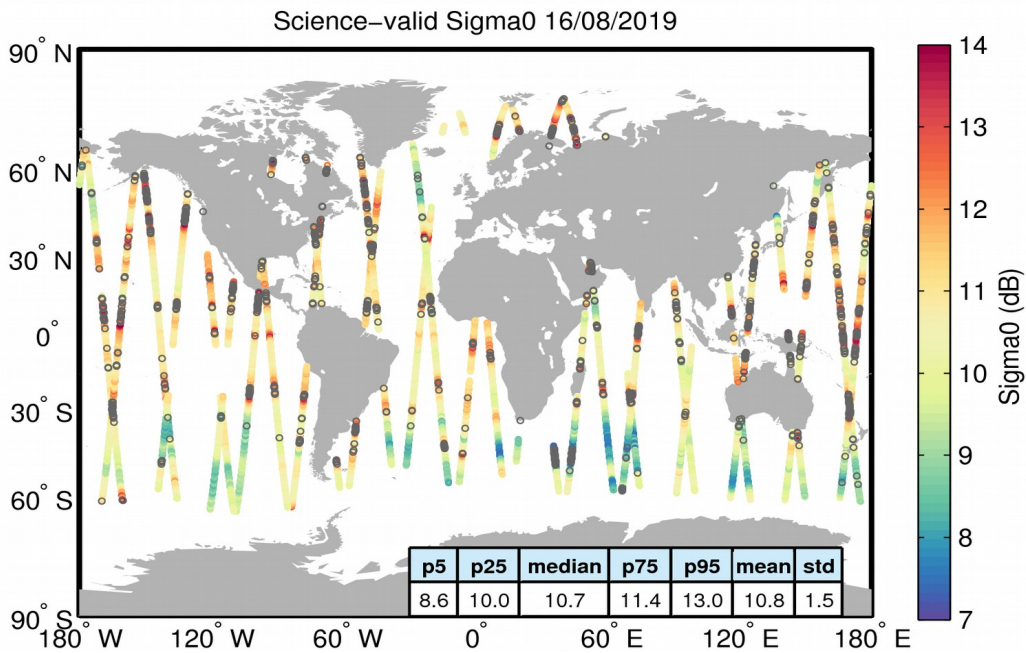 Science−valid Sigma0 16/08/2019
90° N
60° N
30° N
0°
30° S
60° S
90° S
180° W
120° W
60° W
0°
60° E
120° E
180° E
p5 p25 median p75 p95 mean std
8.6 10.0 10.7 11.4 13.0 10.8 1.5
14
13
12
11
10
9
8
7
Sigma0 (dB)